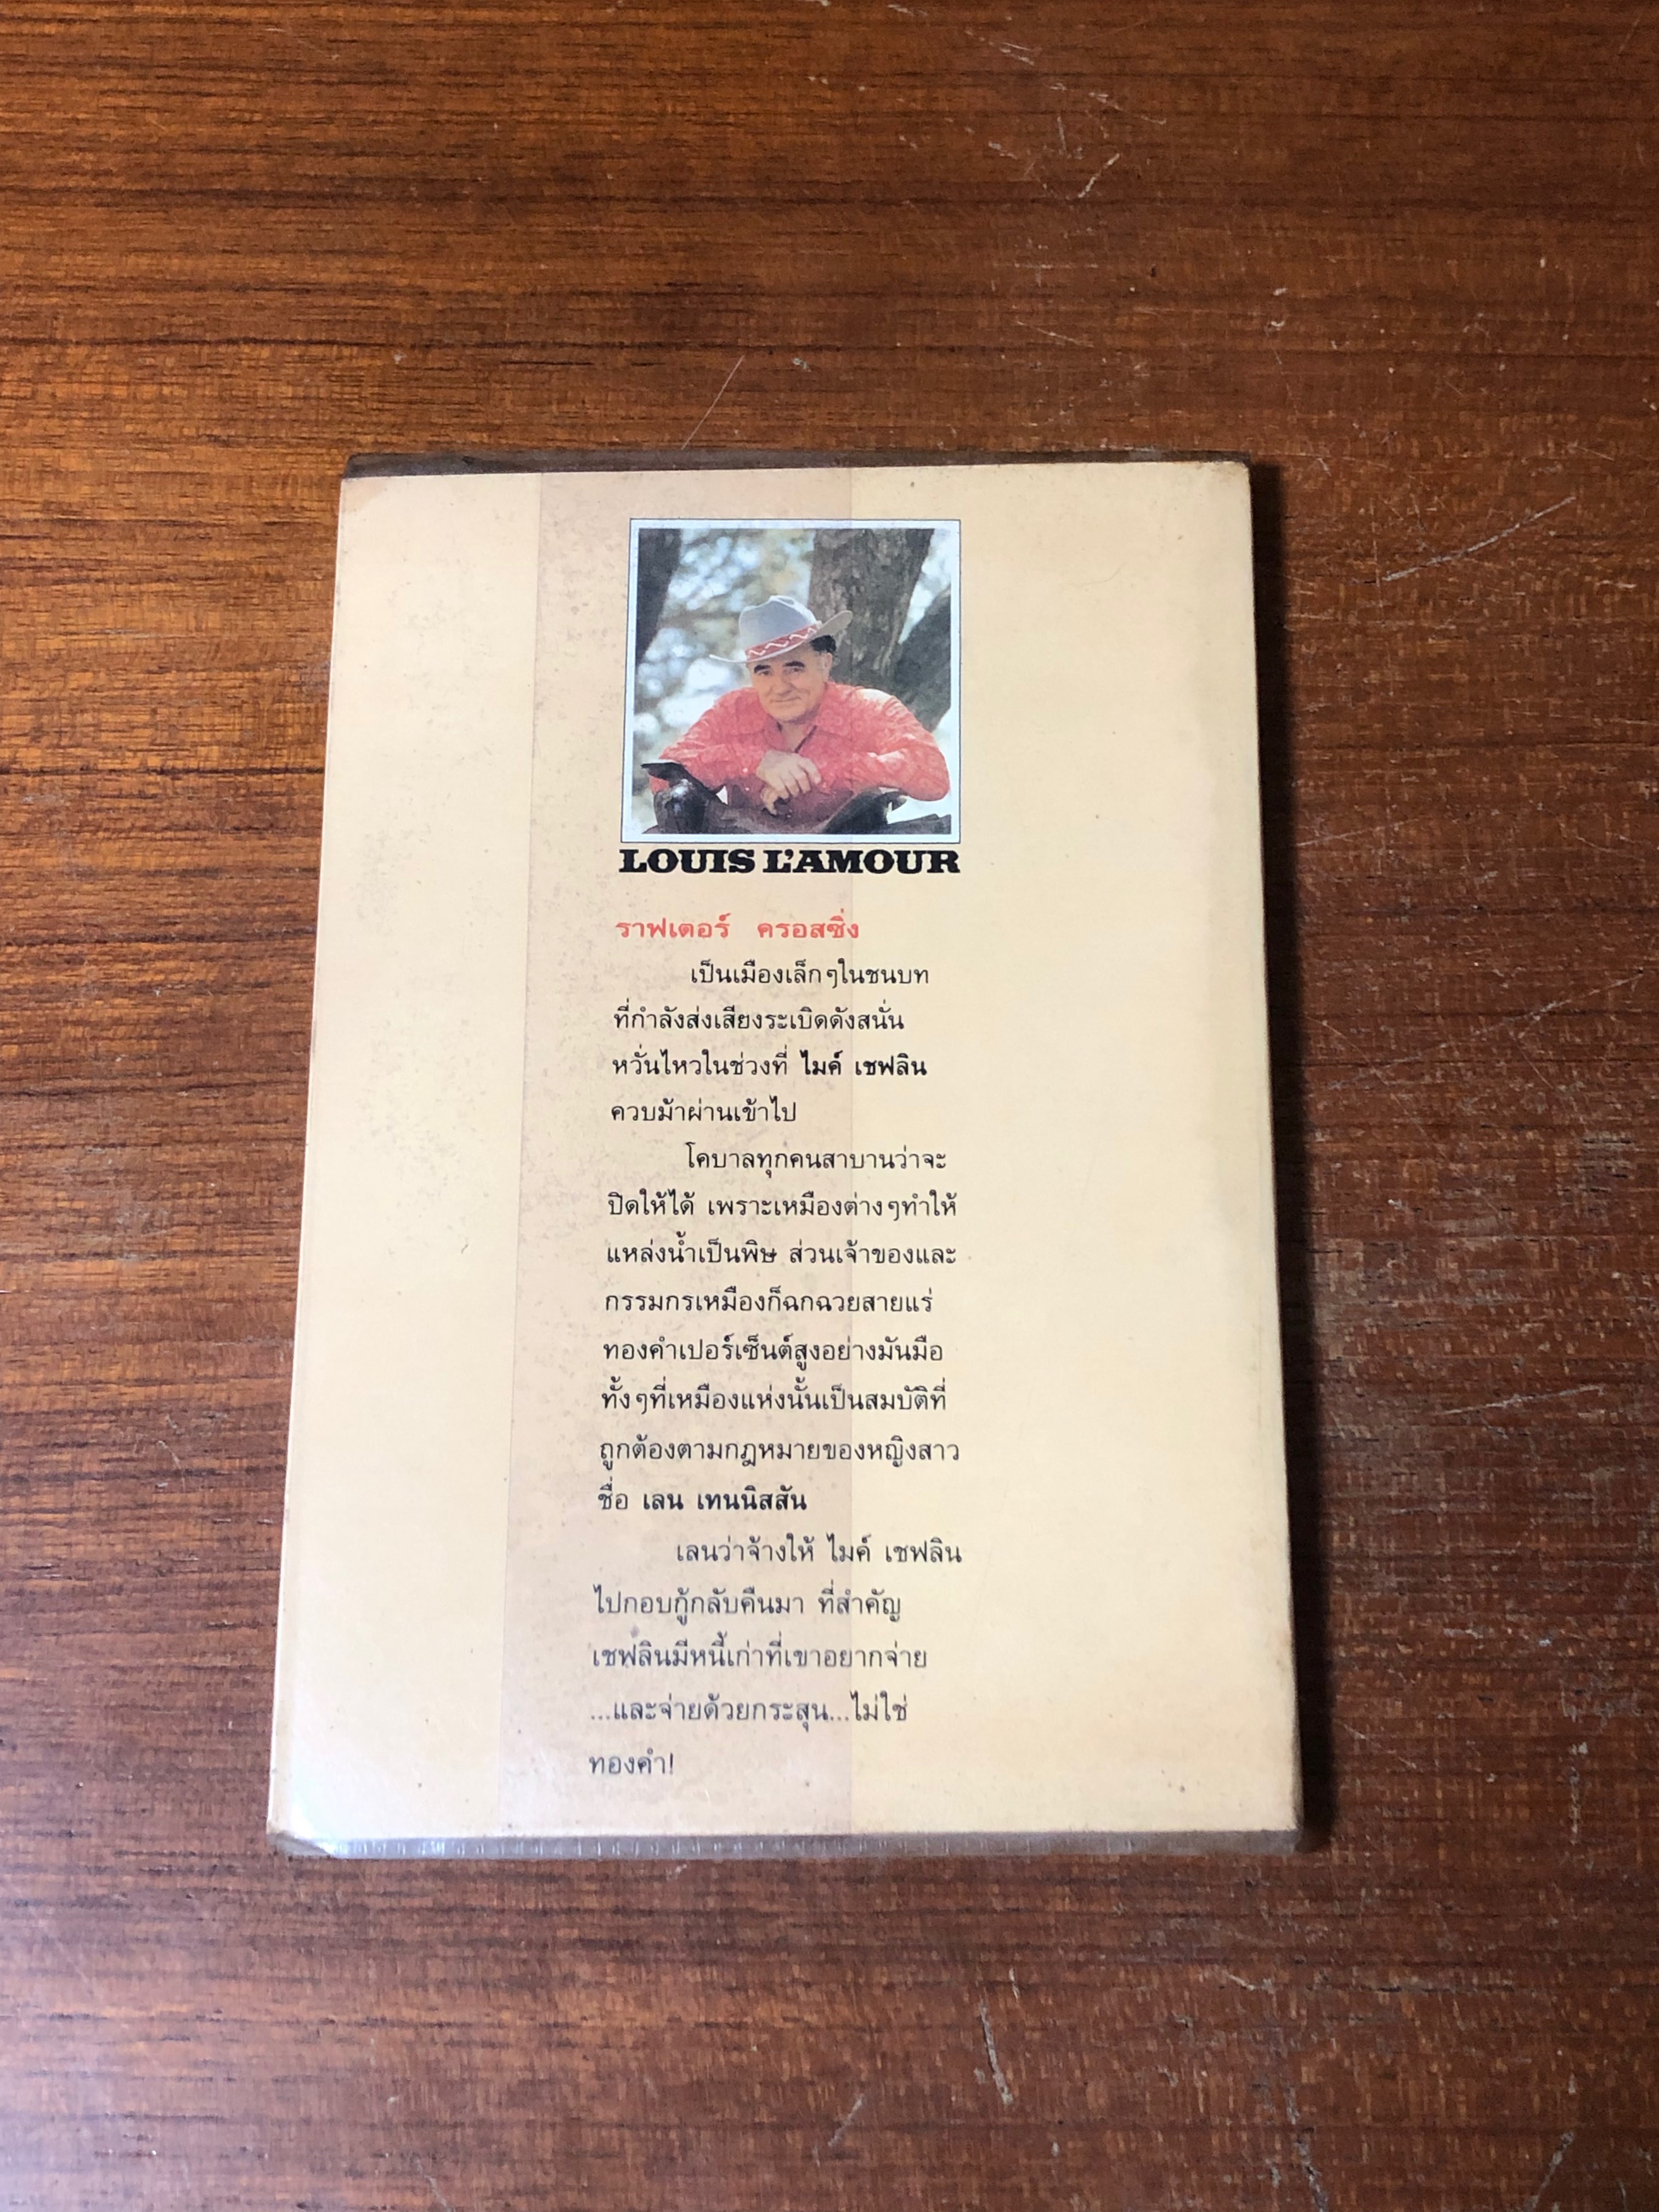 LOUIS L'AMOUR
ราฟเตอร์ ครอสซิ่ง
เป็นเมืองเล็กๆในชนบท
ที่กำลังส่งเสียงระเบิดดังสนั่น
หวั่นไหวในช่วงที่ ไมค์ เชฟลิน
ควบม้าผ่านเข้าไป
โคบาลทุกคนสาบานว่าจะ
ปิดให้ได้ เพราะเหมืองต่างๆทำให้
แหล่งน้ำเป็นพิษ ส่วนเจ้าของและ
กรรมกรเหมืองก็ฉกฉวยสายแร่
ทองคำเปอร์เซ็นต์สูงอย่างมันมือ
ทั้งๆที่เหมืองแห่งนั้นเป็นสมบัติที่
ถูกต้องตามกฎหมายของหญิงสาว
ชื่อ เลน เทนนิสสัน
เลนว่าจ้างให้ ไมค์ เชฟลิน
ไปกอบกู้กลับคืนมา ที่สำคัญ
เชฟลินมีหนี้เก่าที่เขาอยากจ่าย
...และจ่ายด้วยกระสุน...ไม่ใช่
ทองคำ!